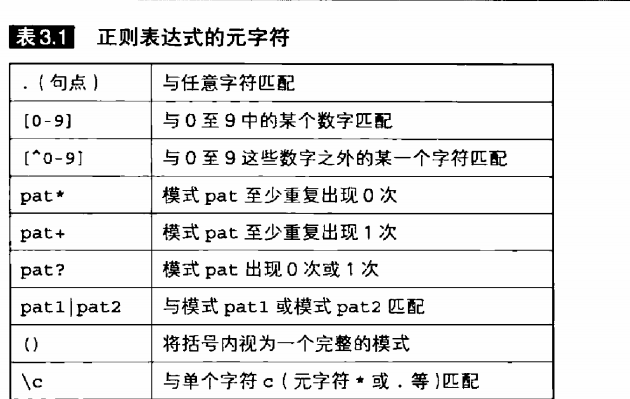 表3.1 正则表达式的元字符
.(句点) 与任意字符匹配
[0-9] 与0至9中的某个数字匹配
[^0-9] 与0至9这些数字之外的某一个字符匹配
pat* 模式 pat 至少重复出现0次
pat+ 模式 pat 至少重复出现1次
pat? 模式 pat 出现0次或1次
pat1|pat2 与模式 pat1 或模式 pat2 匹配
() 将括号内视为一个完整的模式
\c 与单个字符 c(元字符 * 或 . 等)匹配